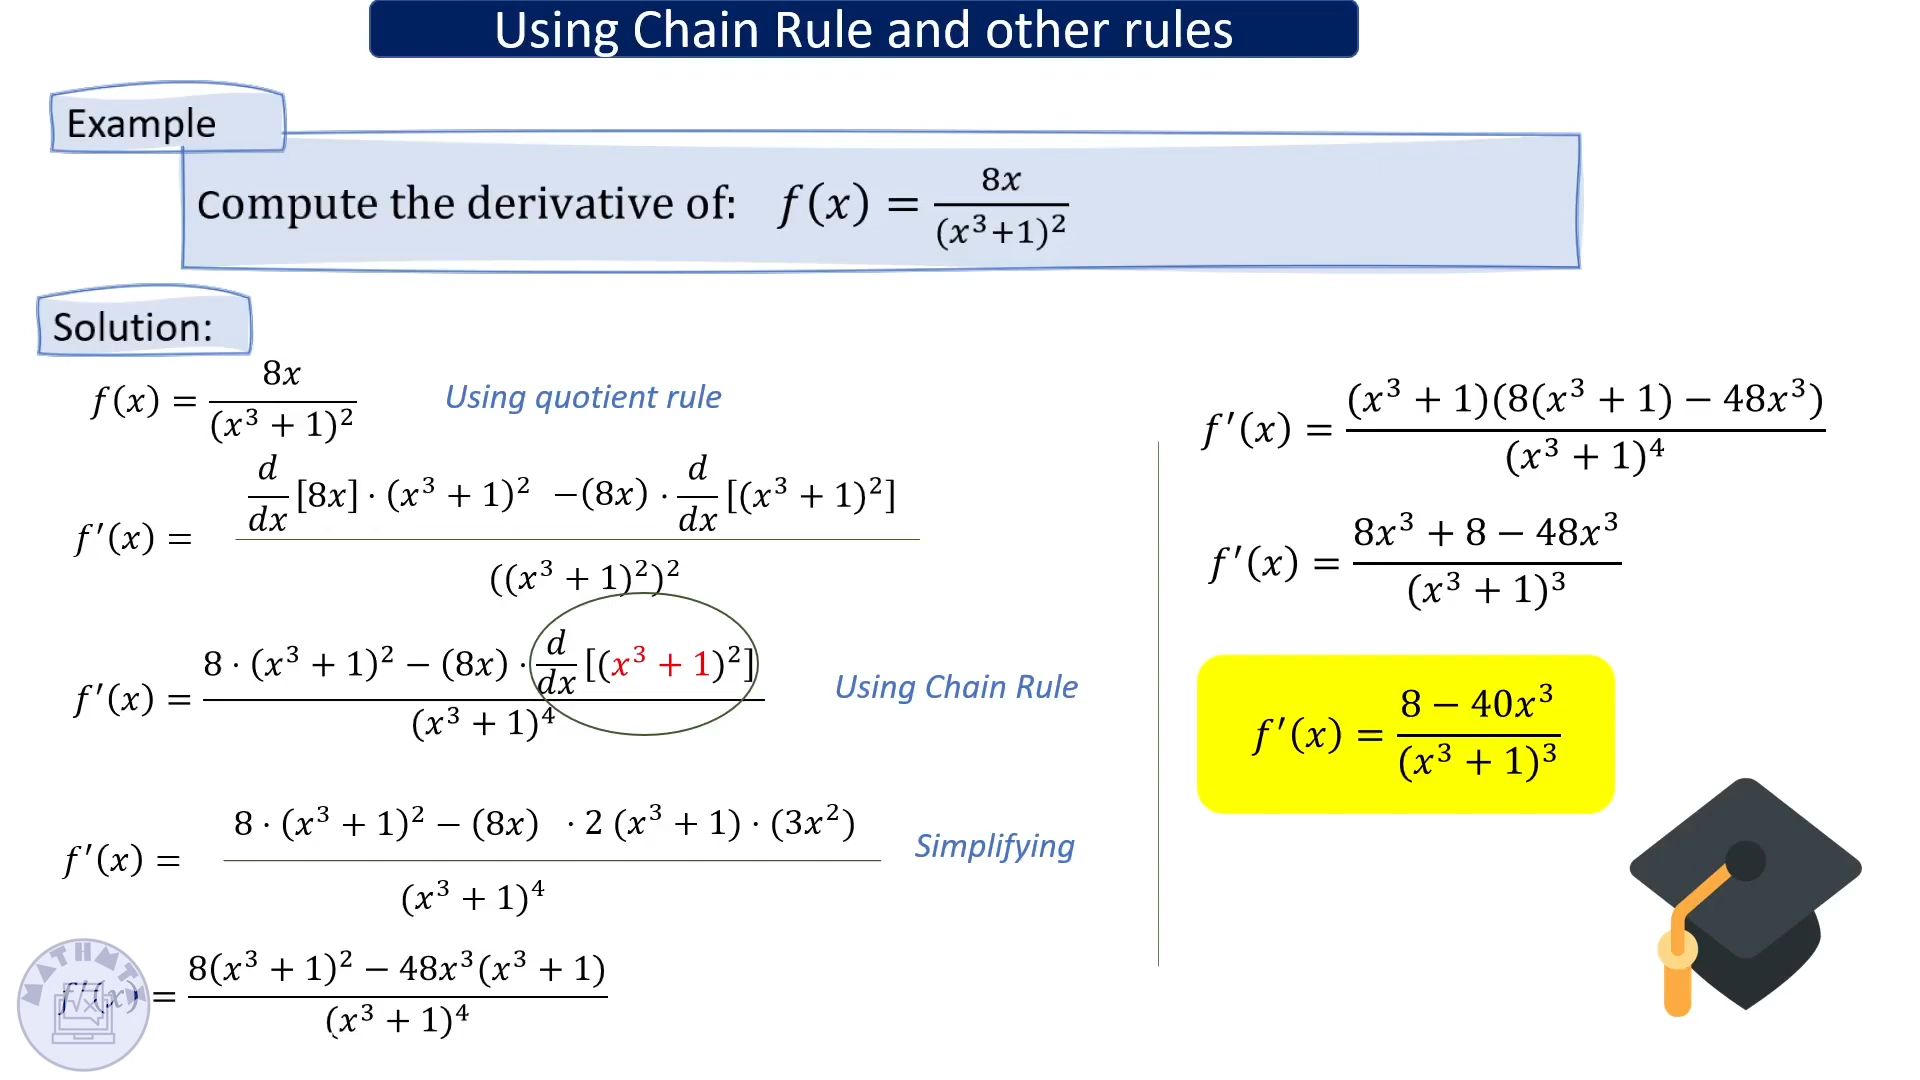 Using Chain Rule and other rules
Example
Compute the derivative of: f(x) = 8x / (x³+1)²
Solution:
f(x) = 8x / (x³ + 1)²
Using quotient rule
f′(x) = d/dx [8x] · (x³ + 1)² −(8x) · d/dx [(x³ + 1)²] / ((x³ + 1)²)²
f′(x) = 8 · (x³ + 1)² − (8x) · d/dx [(x³ + 1)²] / (x³ + 1)⁴
Using Chain Rule
f′(x) = 8 · (x³ + 1)² − (8x) · 2 (x³ + 1) · (3x²) / (x³ + 1)⁴
Simplifying
f′(x) = 8(x³ + 1)² − 48x³(x³ + 1) / (x³ + 1)⁴
f′(x) = (x³ + 1)(8(x³ + 1) − 48x³) / (x³ + 1)⁴
f′(x) = 8x³ + 8 − 48x³ / (x³ + 1)³
f′(x) = 8 − 40x³ / (x³ + 1)³